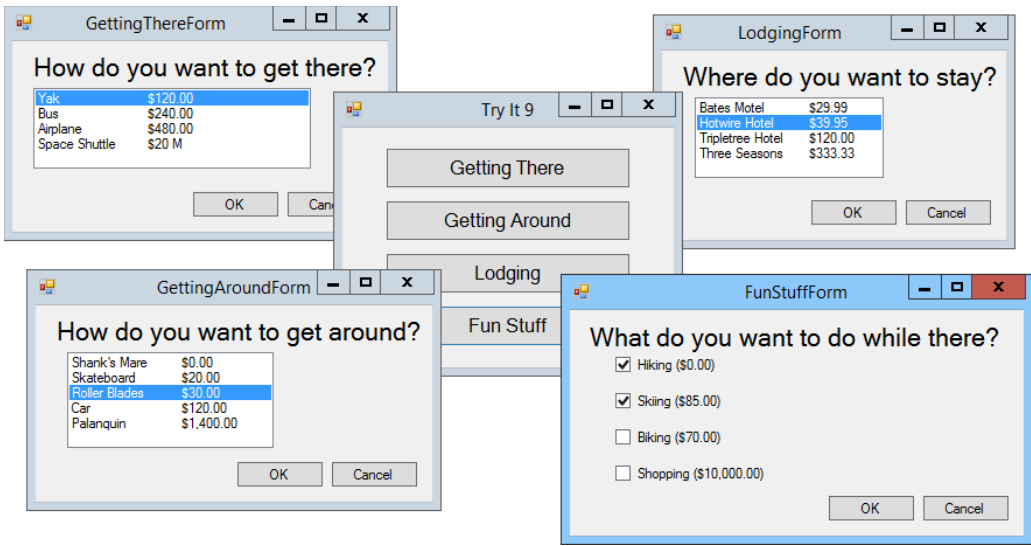 GettingThereForm
How do you want to get there?
Yak $120.00
Bus $240.00
Airplane $480.00
Space Shuttle $20 M
OK
Try It 9
Getting There
Getting Around
Lodging
Fun Stuff
LodgingForm
Where do you want to stay?
Bates Motel $29.99
Hotwire Hotel $39.95
Tripletree Hotel $120.00
Three Seasons $333.33
OK Cancel
GettingAroundForm
How do you want to get around?
Shank's Mare $0.00
Skateboard $20.00
Roller Blades $30.00
Car $120.00
Palanquin $1,400.00
OK Cancel
FunStuffForm
What do you want to do while there?
Hiking ($0.00)
Skiing ($85.00)
Biking ($70.00)
Shopping ($10,000.00)
OK Cancel